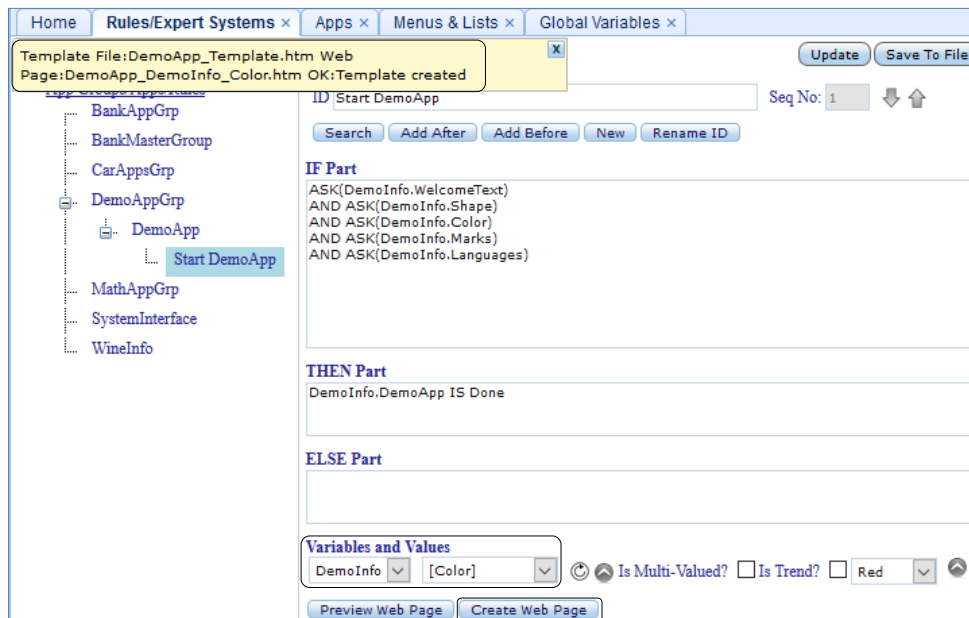 Home Rules/Expert Systems × Apps × Menus & Lists × Global Variables ×
Template File:DemoApp_Template.htm Web
Page:DemoApp_DemoInfo_Color.htm OK:Template created
X
Update Save To File
ID Start DemoApp Seq No: 1
Search Add After Add Before New Rename ID
BankAppGrp
BankMasterGroup
CarAppsGrp
DemoAppGrp
DemoApp
Start DemoApp
MathAppGrp
SystemInterface
WineInfo
IF Part
ASK(DemoInfo.WelcomeText)
AND ASK(DemoInfo.Shape)
AND ASK(DemoInfo.Color)
AND ASK(DemoInfo.Marks)
AND ASK(DemoInfo.Languages)
THEN Part
DemoInfo.DemoApp IS Done
ELSE Part
Variables and Values
DemoInfo [Color] Is Multi-Valued? Is Trend? Red
Preview Web Page Create Web Page